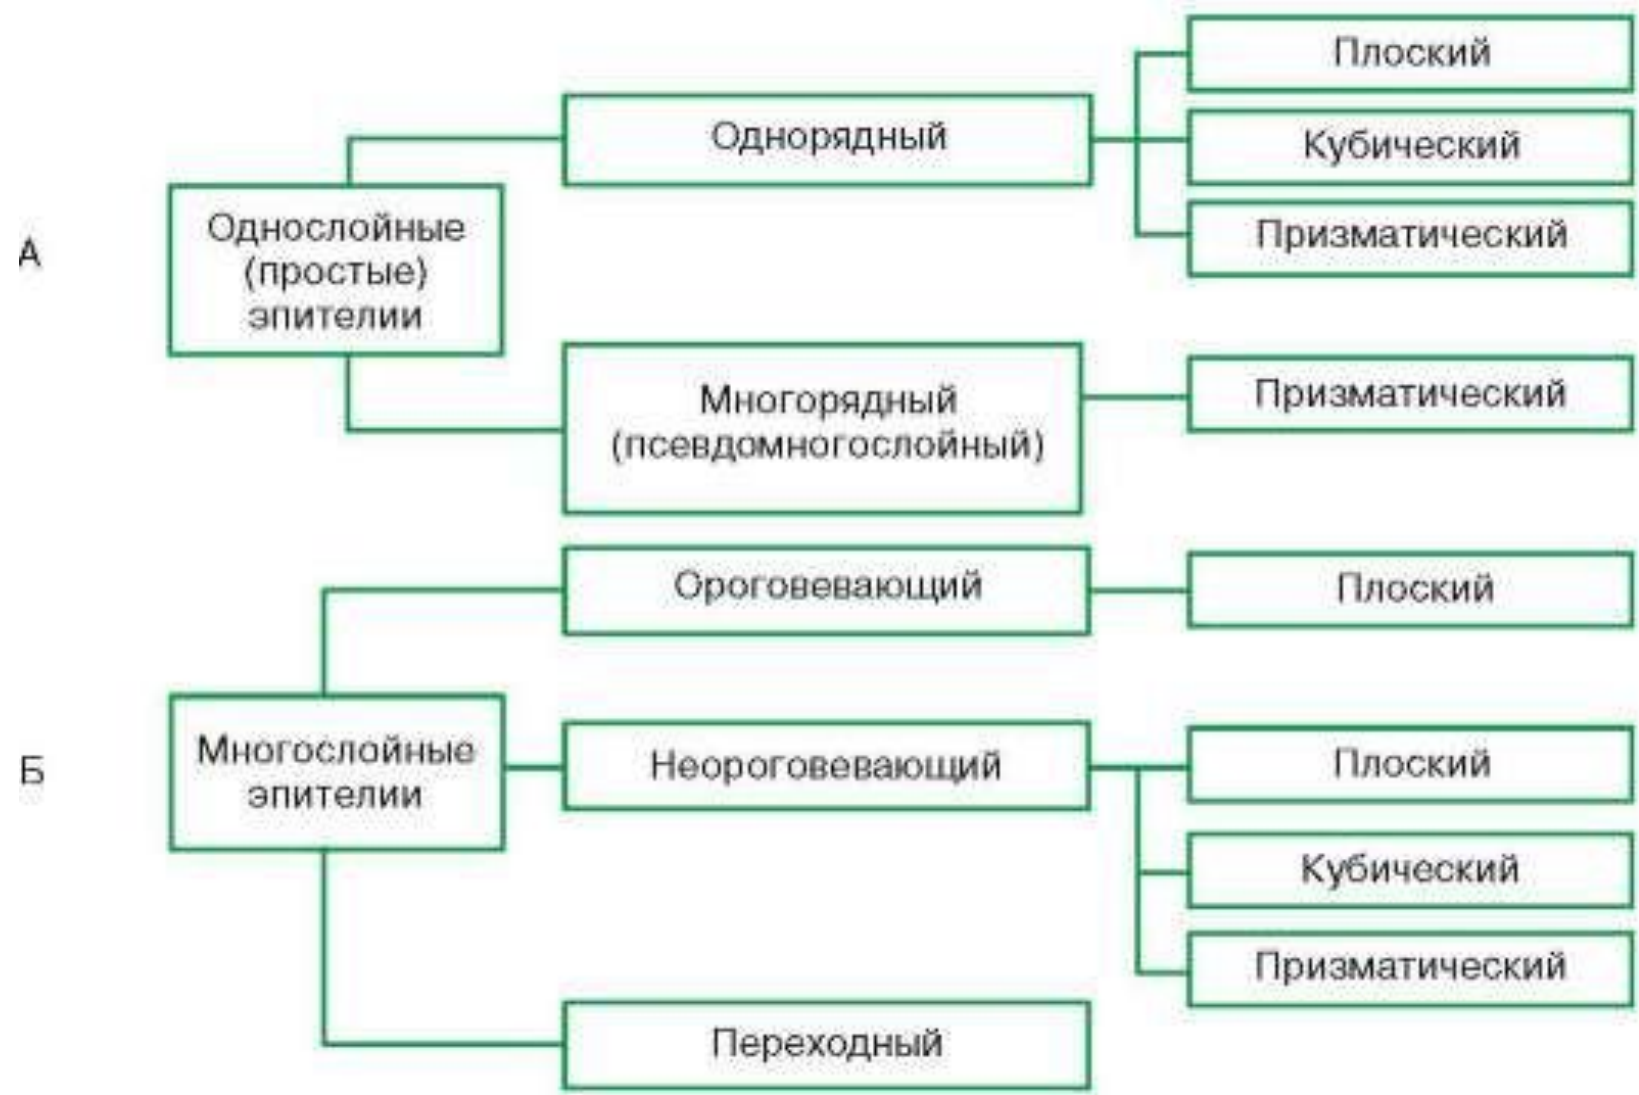 А
Однослойные
(простые)
эпителии
Однорядный
Плоский
Кубический
Призматический
Многорядный
(псевдомногослойный)
Призматический
Б
Многослойные
эпителии
Ороговевающий
Плоский
Неороговевающий
Плоский
Кубический
Призматический
Переходный